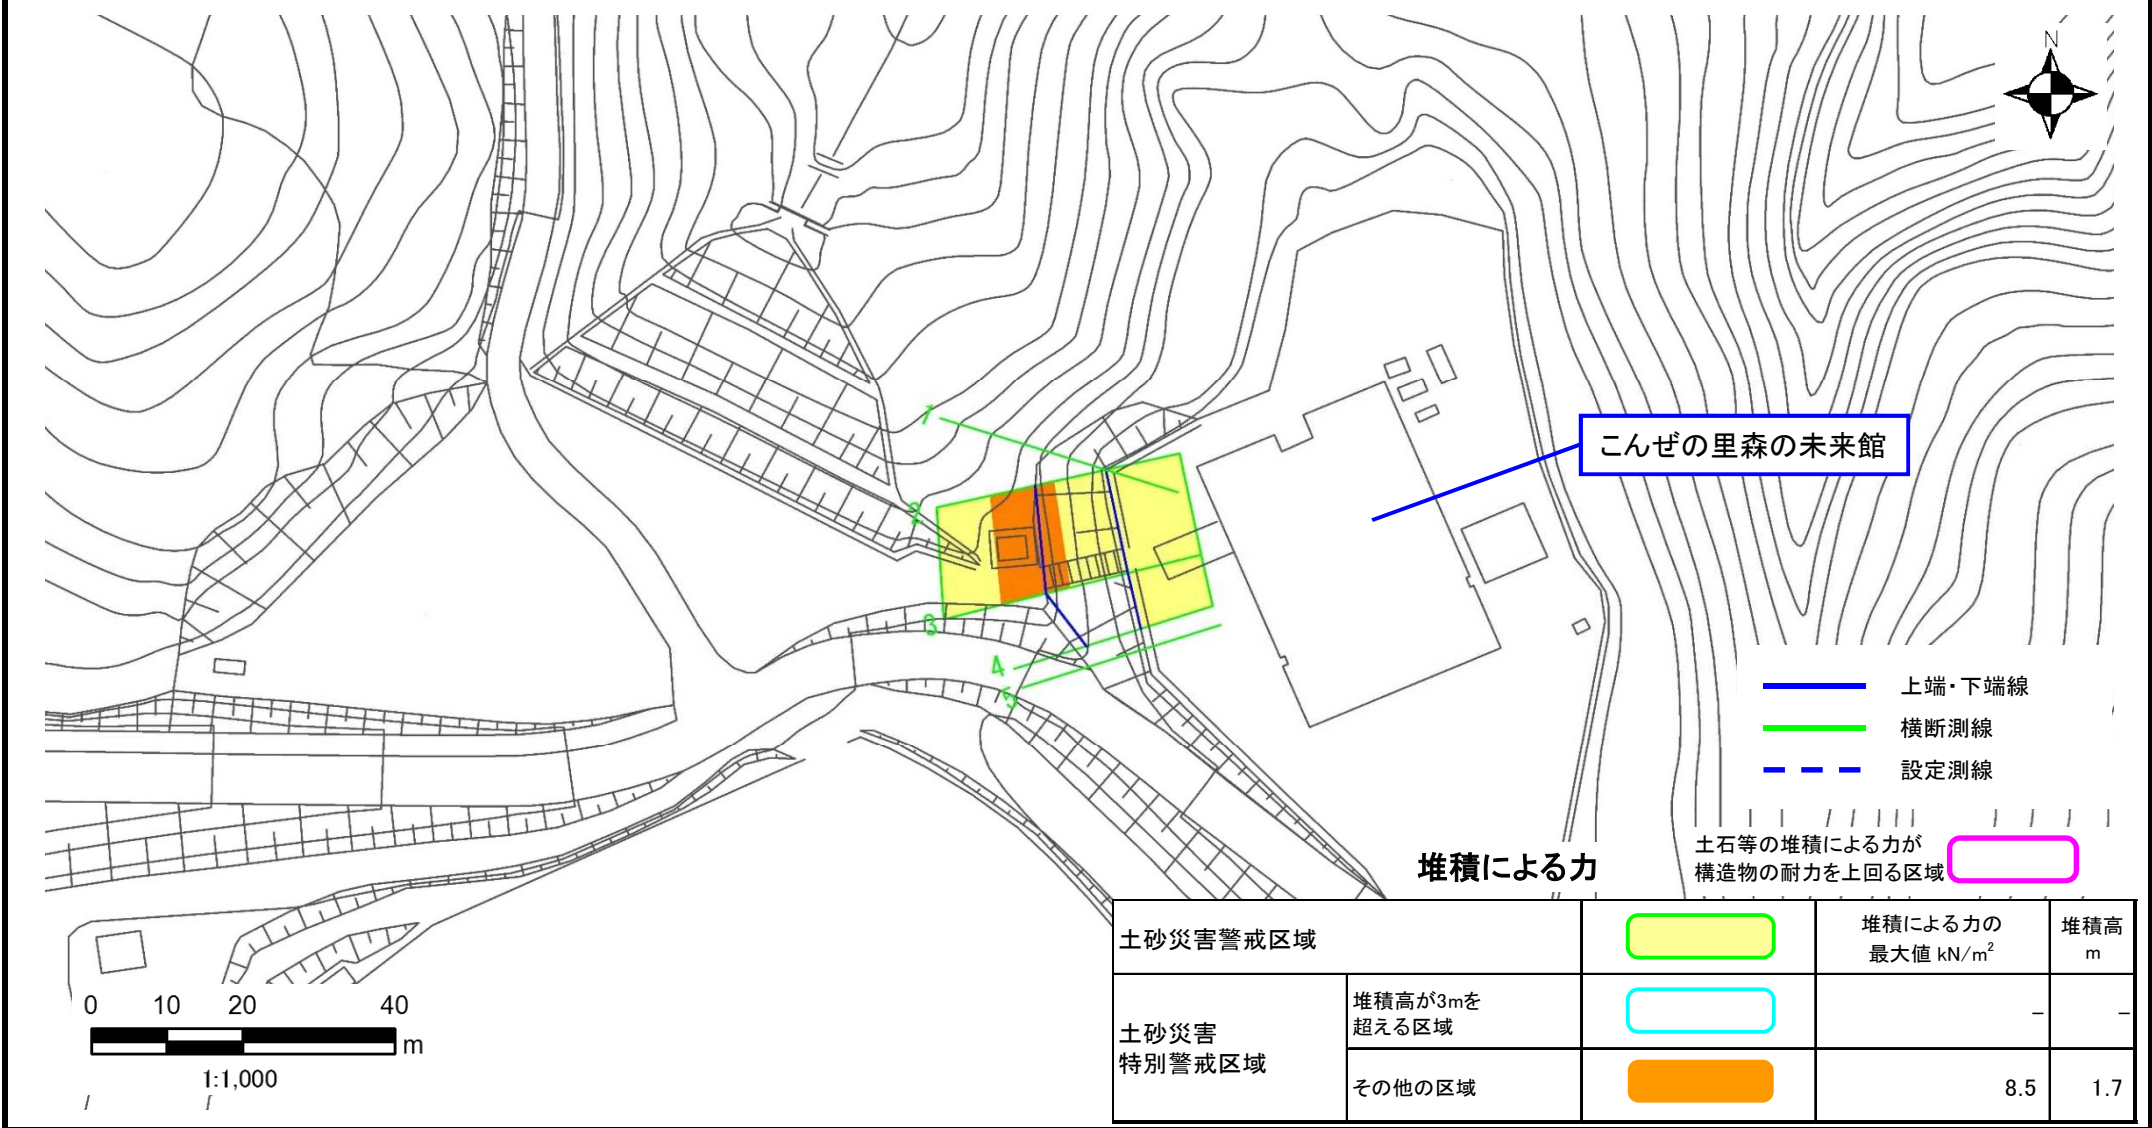 N
1
2
3
4
5
こんぜの里森の未来館
上端・下端線
横断測線
設定測線
土石等の堆積による力が
構造物の耐力を上回る区域
堆積による力
土砂災害警戒区域
堆積による力の
最大値 kN/m²
堆積高
m
土砂災害
特別警戒区域
堆積高が3mを
超える区域
－
－
その他の区域
8.5
1.7
0 10 20 40
m
1:1,000